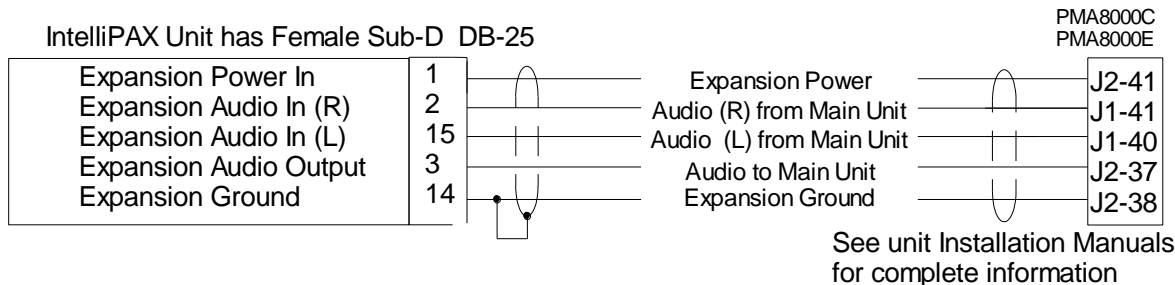 PMA8000C
PMA8000E
IntelliPAX Unit has Female Sub-D DB-25
Expansion Power In 1 Expansion Power J2-41
Expansion Audio In (R) 2 Audio (R) from Main Unit J1-41
Expansion Audio In (L) 15 Audio (L) from Main Unit J1-40
Expansion Audio Output 3 Audio to Main Unit J2-37
Expansion Ground 14 Expansion Ground J2-38
See unit Installation Manuals
for complete information